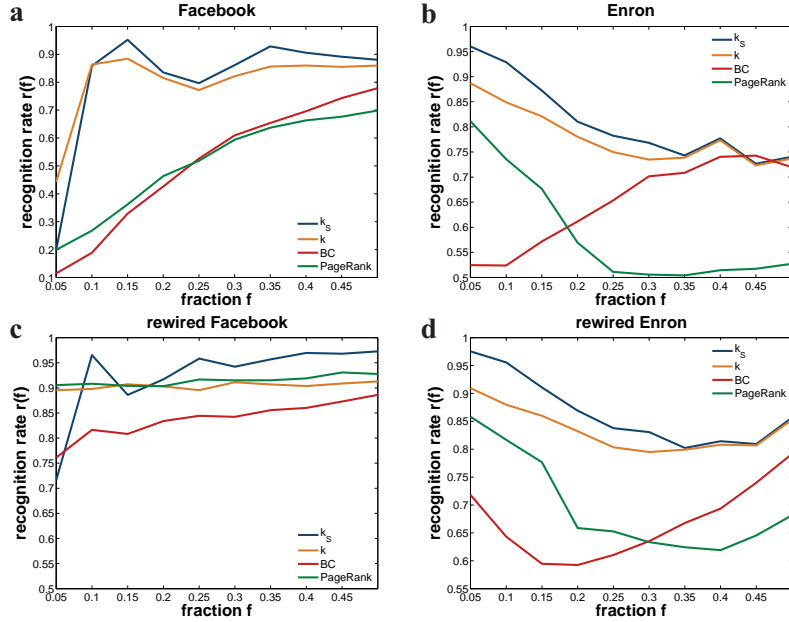 a
Facebook
recognition rate r(f)
1
0.9
0.8
0.7
0.6
0.5
0.4
0.3
0.2
0.1
k_S
k
BC
PageRank
0.05 0.1 0.15 0.2 0.25 0.3 0.35 0.4 0.45
fraction f
b
Enron
recognition rate r(f)
1
0.95
0.9
0.85
0.8
0.75
0.7
0.65
0.6
0.55
0.5
k_S
k
BC
PageRank
0.05 0.1 0.15 0.2 0.25 0.3 0.35 0.4 0.45
fraction f
c
rewired Facebook
recognition rate r(f)
1
0.95
0.9
0.85
0.8
0.75
0.7
0.65
0.6
0.55
0.5
k_S
k
BC
PageRank
0.05 0.1 0.15 0.2 0.25 0.3 0.35 0.4 0.45
fraction f
d
rewired Enron
recognition rate r(f)
1
0.95
0.9
0.85
0.8
0.75
0.7
0.65
0.6
0.55
k_S
k
BC
PageRank
0.05 0.1 0.15 0.2 0.25 0.3 0.35 0.4 0.45
fraction f